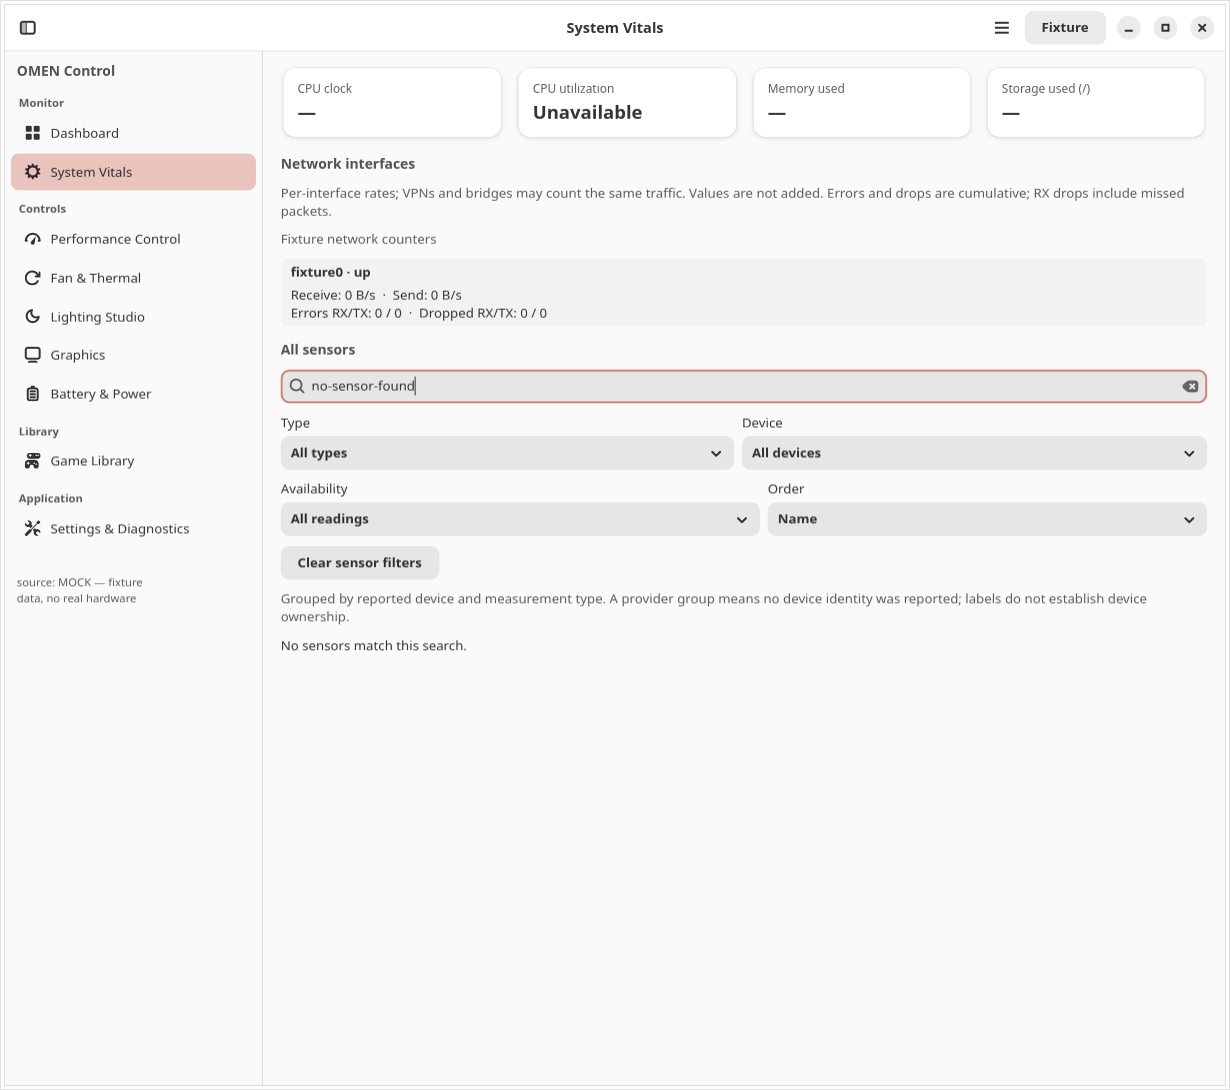 System Vitals
Fixture
OMEN Control
Monitor
Dashboard
System Vitals
Controls
Performance Control
Fan & Thermal
Lighting Studio
Graphics
Battery & Power
Library
Game Library
Application
Settings & Diagnostics
source: MOCK — fixture
data, no real hardware
CPU clock
—
CPU utilization
Unavailable
Memory used
—
Storage used (/)
—
Network interfaces
Per-interface rates; VPNs and bridges may count the same traffic. Values are not added. Errors and drops are cumulative; RX drops include missed
packets.
Fixture network counters
fixture0 · up
Receive: 0 B/s · Send: 0 B/s
Errors RX/TX: 0 / 0 · Dropped RX/TX: 0 / 0
All sensors
no-sensor-found
Type
Device
All types
All devices
Availability
Order
All readings
Name
Clear sensor filters
Grouped by reported device and measurement type. A provider group means no device identity was reported; labels do not establish device
ownership.
No sensors match this search.